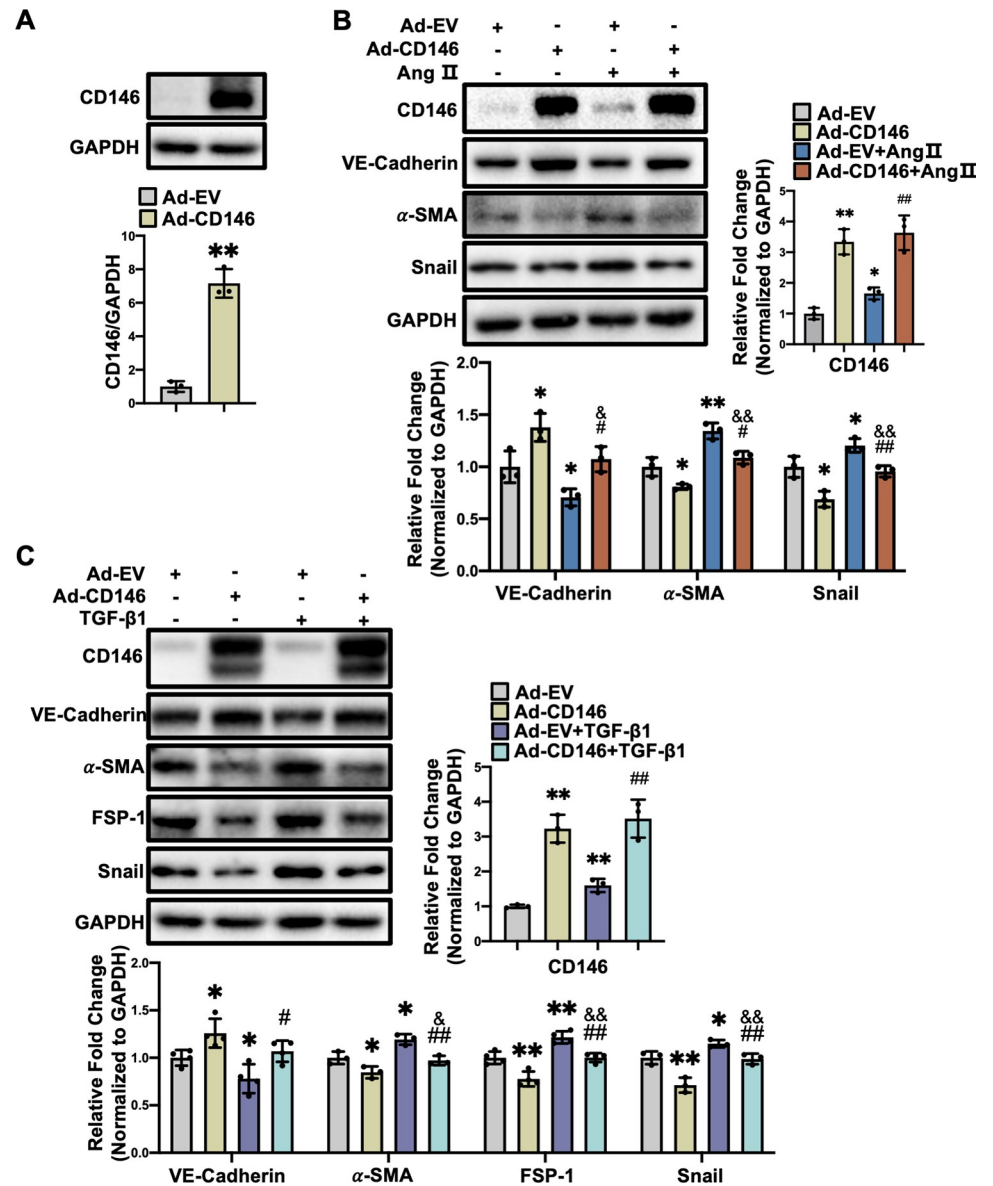 A
CD146
GAPDH
Ad-EV
Ad-CD146
CD146/GAPDH
10
8
6
4
2
0
**
B
Ad-EV + - + -
Ad-CD146 - + - +
Ang II - - + +
CD146
VE-Cadherin
α-SMA
Snail
GAPDH
Ad-EV
Ad-CD146
Ad-EV+Ang II
Ad-CD146+Ang II
Relative Fold Change
(Normalized to GAPDH)
5
4
3
2
1
0
** * ##
CD146
Relative Fold Change
(Normalized to GAPDH)
2.0
1.5
1.0
0.5
0.0
* * & #
* ** && #
* * && ##
VE-Cadherin α-SMA Snail
C
Ad-EV + - + -
Ad-CD146 - + - +
TGF-β1 - - + +
CD146
VE-Cadherin
α-SMA
FSP-1
Snail
GAPDH
Ad-EV
Ad-CD146
Ad-EV+TGF-β1
Ad-CD146+TGF-β1
Relative Fold Change
(Normalized to GAPDH)
5
4
3
2
1
0
** ** ##
CD146
Relative Fold Change
(Normalized to GAPDH)
2.0
1.5
1.0
0.5
0.0
* * #
* * & ##
** ** && ##
** * && ##
VE-Cadherin α-SMA FSP-1 Snail